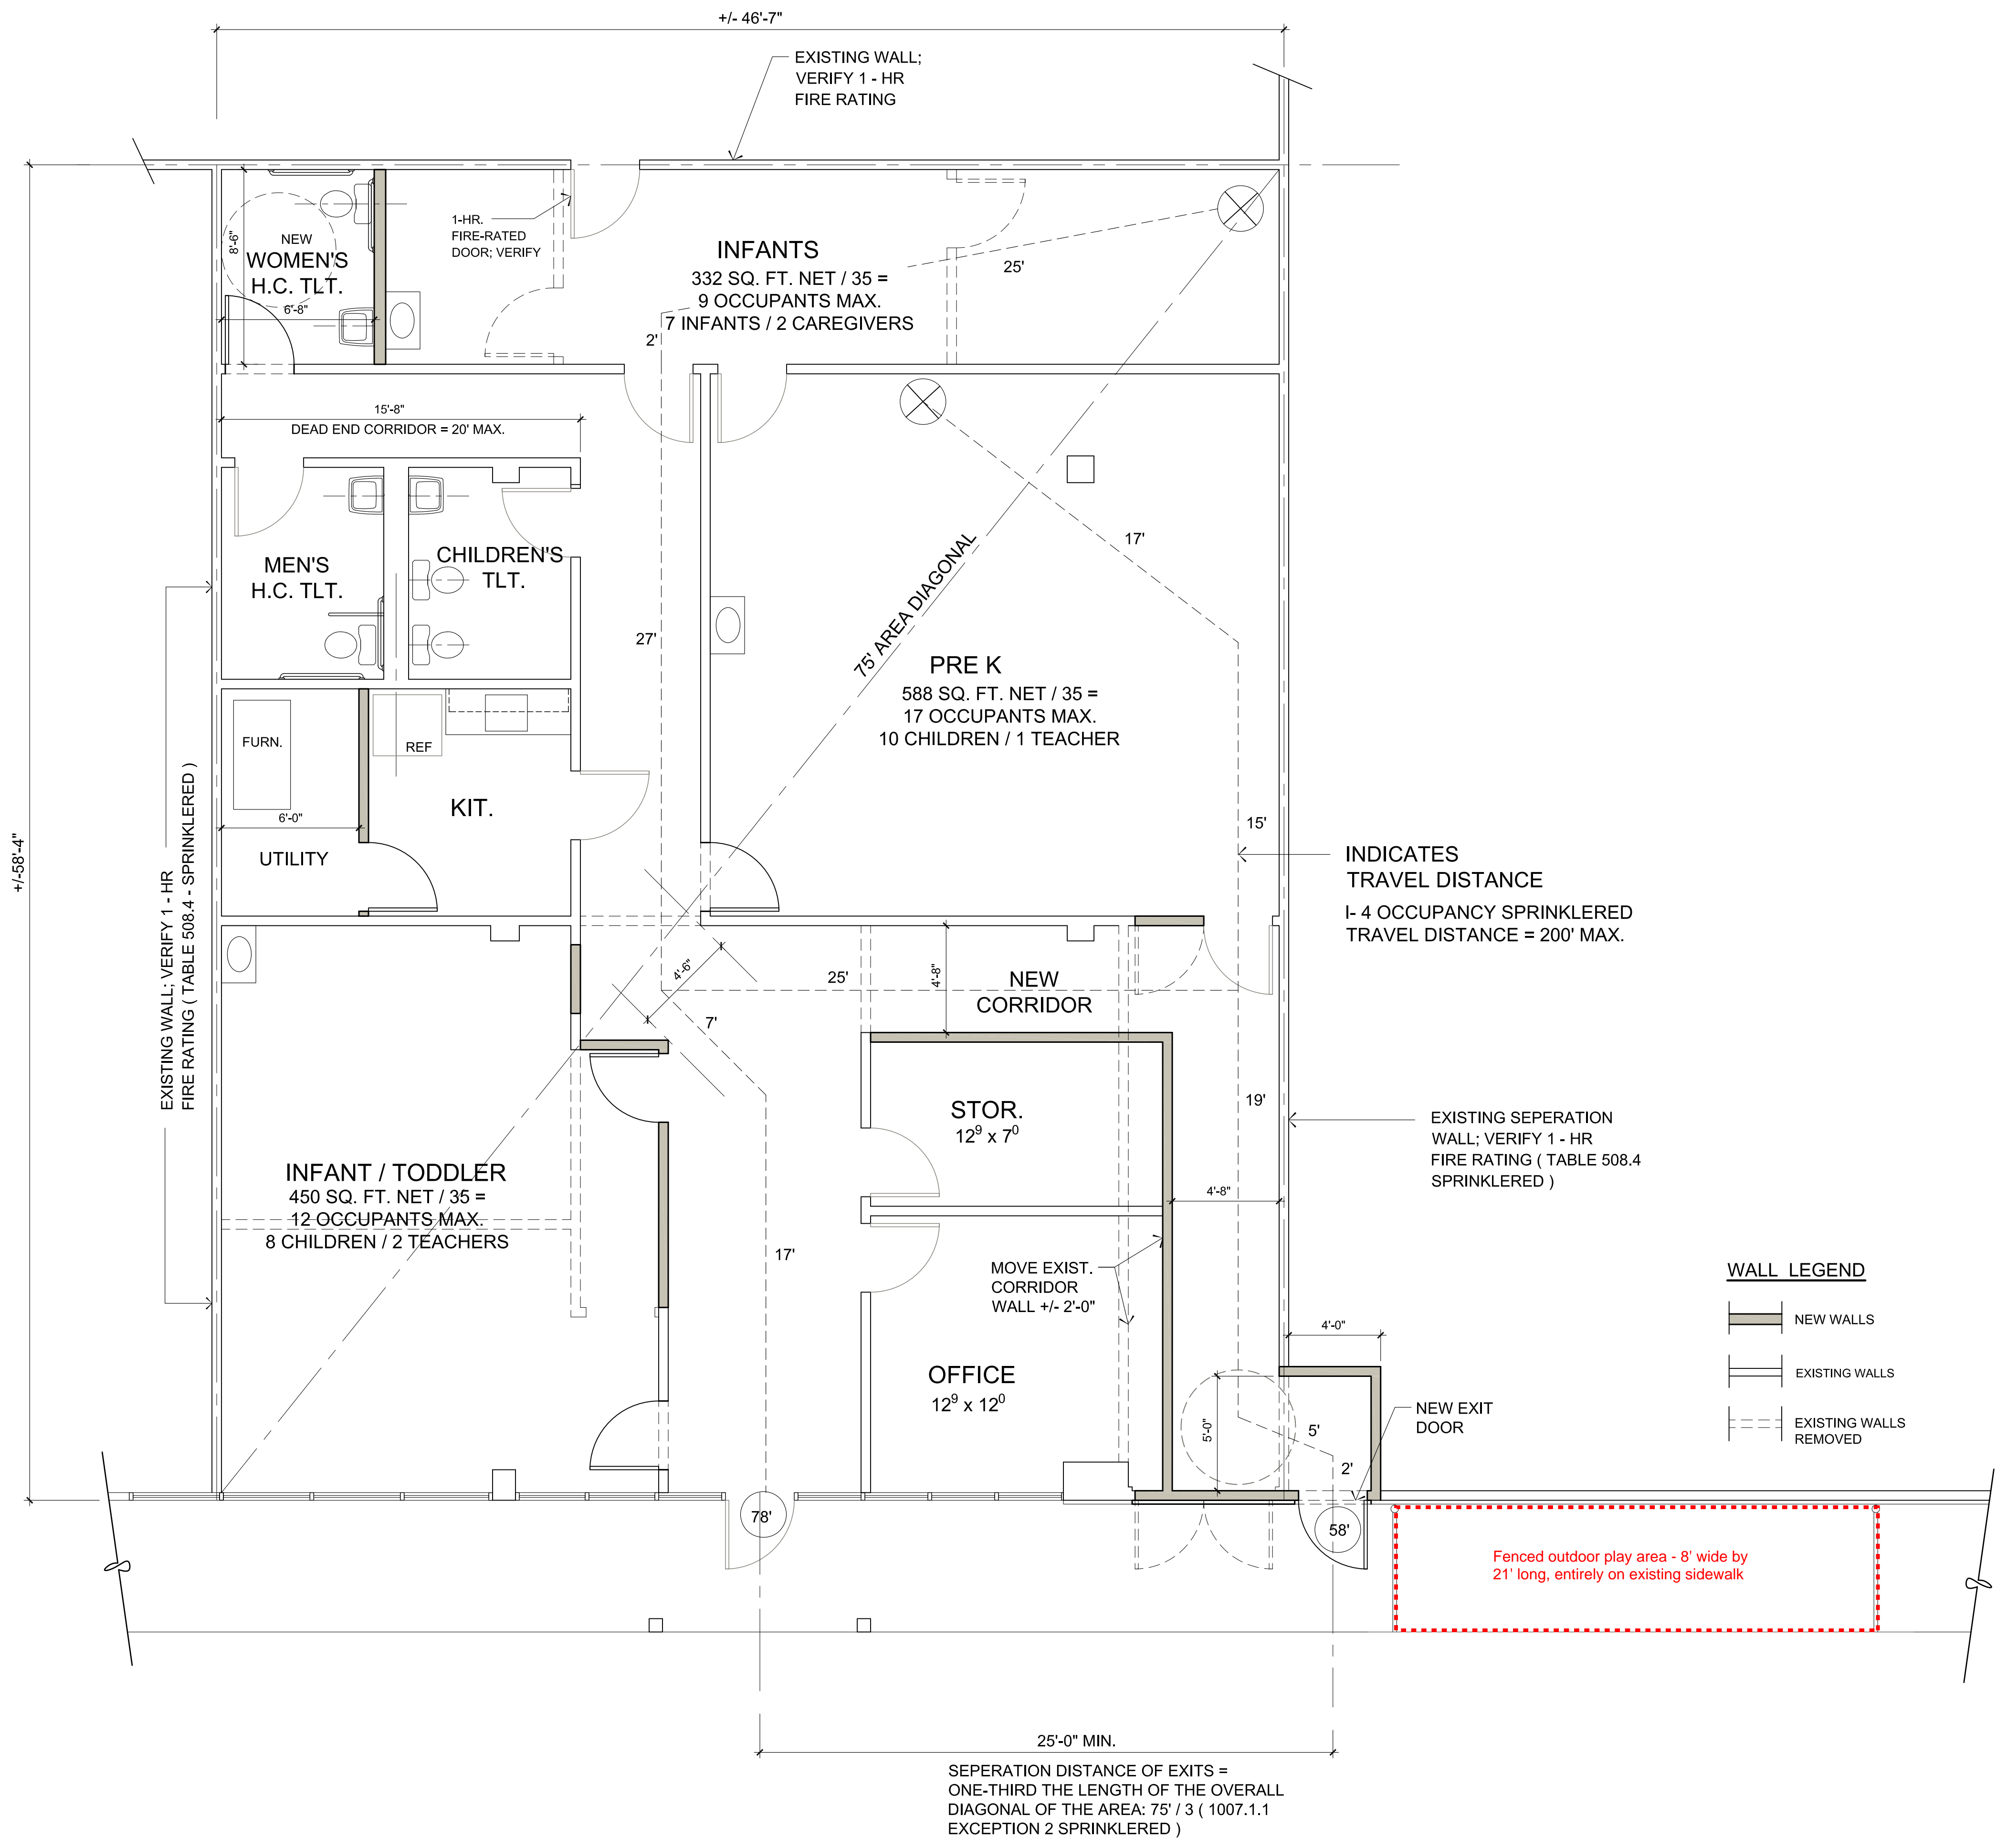 +/- 46'-7"
EXISTING WALL;
VERIFY 1 - HR
FIRE RATING
1-HR.
FIRE-RATED
DOOR; VERIFY
NEW
WOMEN'S
H.C. TLT.
8'-6"
6'-8"
INFANTS
332 SQ. FT. NET / 35 =
9 OCCUPANTS MAX.
7 INFANTS / 2 CAREGIVERS
25'
2'
15'-8"
DEAD END CORRIDOR = 20' MAX.
MEN'S
H.C. TLT.
CHILDREN'S
TLT.
27'
17'
75' AREA DIAGONAL
PRE K
588 SQ. FT. NET / 35 =
17 OCCUPANTS MAX.
10 CHILDREN / 1 TEACHER
FURN.
REF
KIT.
6'-0"
UTILITY
+/-58'-4"
EXISTING WALL; VERIFY 1 - HR
FIRE RATING ( TABLE 508.4 - SPRINKLERED )
15'
INDICATES
TRAVEL DISTANCE
I- 4 OCCUPANCY SPRINKLERED
TRAVEL DISTANCE = 200' MAX.
4'-6"
25'
4'-8"
NEW
CORRIDOR
7'
STOR.
12⁹ x 7⁰
19'
EXISTING SEPERATION
WALL; VERIFY 1 - HR
FIRE RATING ( TABLE 508.4
SPRINKLERED )
INFANT / TODDLER
450 SQ. FT. NET / 35 =
12 OCCUPANTS MAX.
8 CHILDREN / 2 TEACHERS
4'-8"
17'
MOVE EXIST.
CORRIDOR
WALL +/- 2'-0"
WALL LEGEND
NEW WALLS
EXISTING WALLS
EXISTING WALLS
REMOVED
4'-0"
OFFICE
12⁹ x 12⁰
NEW EXIT
DOOR
5'-0"
5'
2'
78'
58'
Fenced outdoor play area - 8' wide by
21' long, entirely on existing sidewalk
25'-0" MIN.
SEPERATION DISTANCE OF EXITS =
ONE-THIRD THE LENGTH OF THE OVERALL
DIAGONAL OF THE AREA: 75' / 3 ( 1007.1.1
EXCEPTION 2 SPRINKLERED )